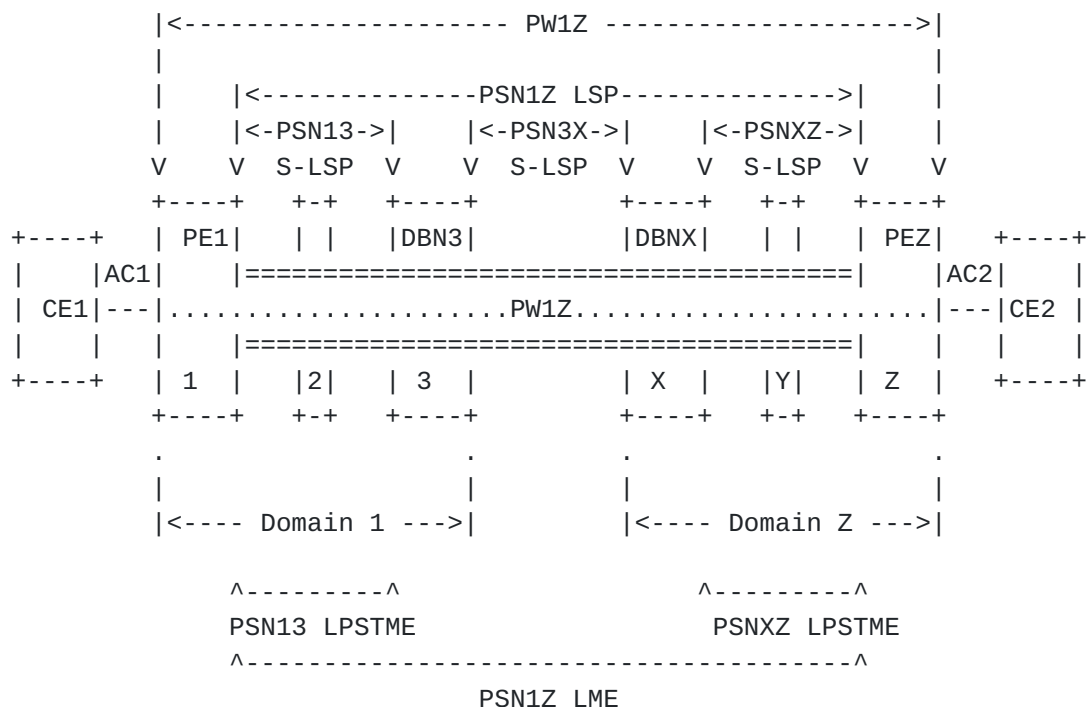 |<-------------------- PW1Z ------------------->|
|                                               |
|    |<--------------PSN1Z LSP-------------->|    |
|    |<-PSN13->|    |<-PSN3X->|    |<-PSNXZ->|    |
V    V  S-LSP  V    V  S-LSP  V    V  S-LSP  V    V
+----+   +-+   +----+         +----+   +-+   +----+
+----+   | PE1|   | |   |DBN3|         |DBNX|   | |   | PEZ|   +----+
|    |AC1|    |=======================================|    |AC2|    |
| CE1|---|......................PW1Z.......................|---|CE2 |
|    |   |    |=======================================|    |   |    |
+----+   | 1  |   |2|   | 3  |         | X  |   |Y|   | Z  |   +----+
+----+   +-+   +----+         +----+   +-+   +----+
.                   .         .                   .
|                   |         |                   |
|<---- Domain 1 --->|         |<---- Domain Z --->|
^---------^                   ^---------^
PSN13 LPSTME                   PSNXZ LPSTME
^---------------------------------------^
PSN1Z LME